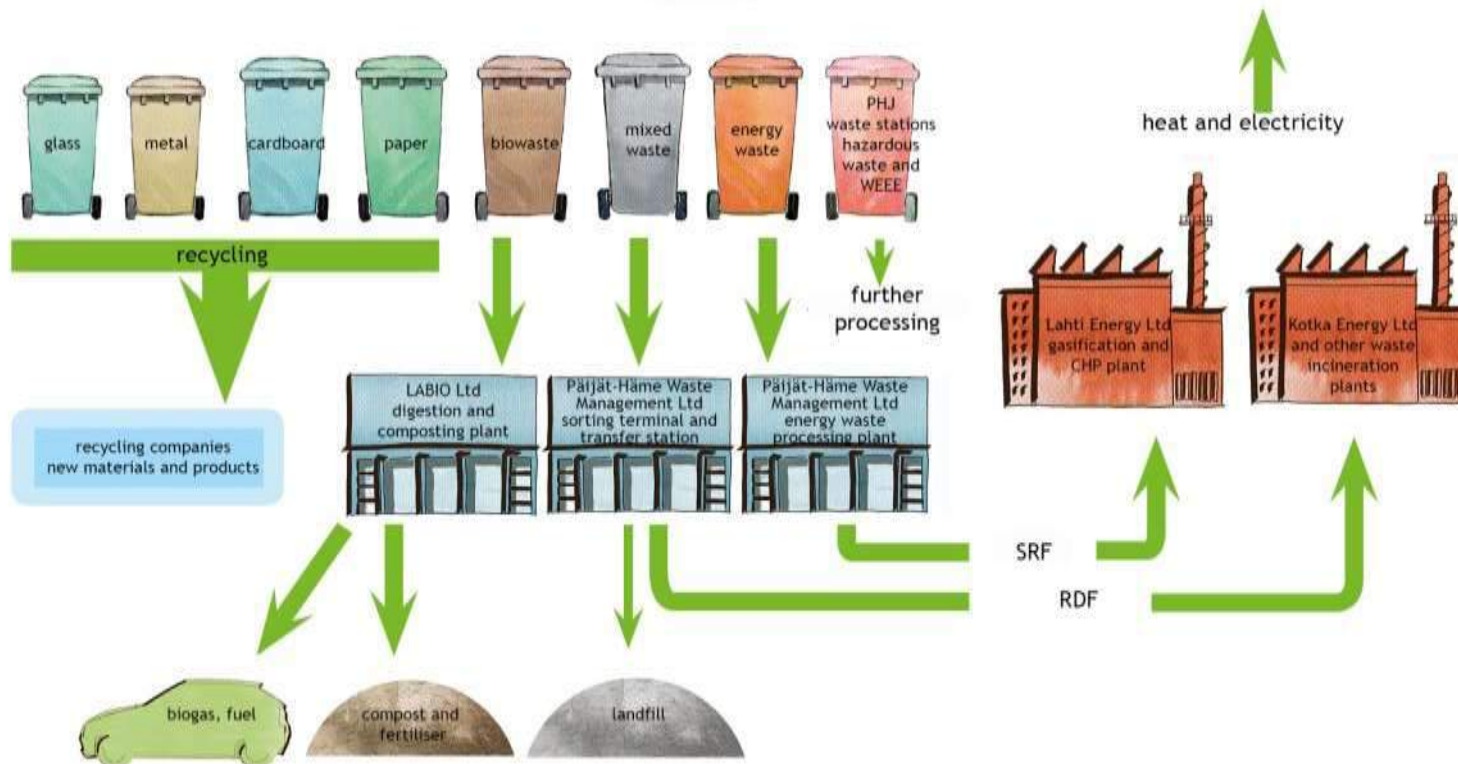 glass
metal
cardboard
paper
biowaste
mixed
waste
energy
waste
PHJ
waste stations
hazardous
waste and
WEEE
heat and electricity
recycling
further
processing
Lahti Energy Ltd
gasification and
CHP plant
Kotka Energy Ltd
and other waste
incineration
plants
recycling companies
new materials and products
LABIO Ltd
digestion and
composting plant
Päijät-Häme Waste
Management Ltd
sorting terminal and
transfer station
Päijät-Häme Waste
Management Ltd
energy waste
processing plant
SRF
RDF
biogas, fuel
compost and
fertiliser
landfill